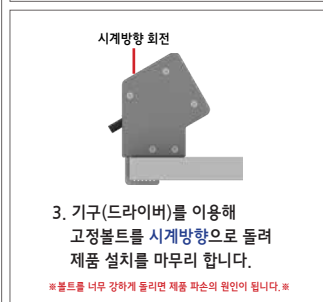 시계방향 회전
3. 기구(드라이버)를 이용해
고정볼트를 시계방향으로 돌려
제품 설치를 마무리 합니다.
※볼트를 너무 강하게 돌리면 제품 파손의 원인이 됩니다.※